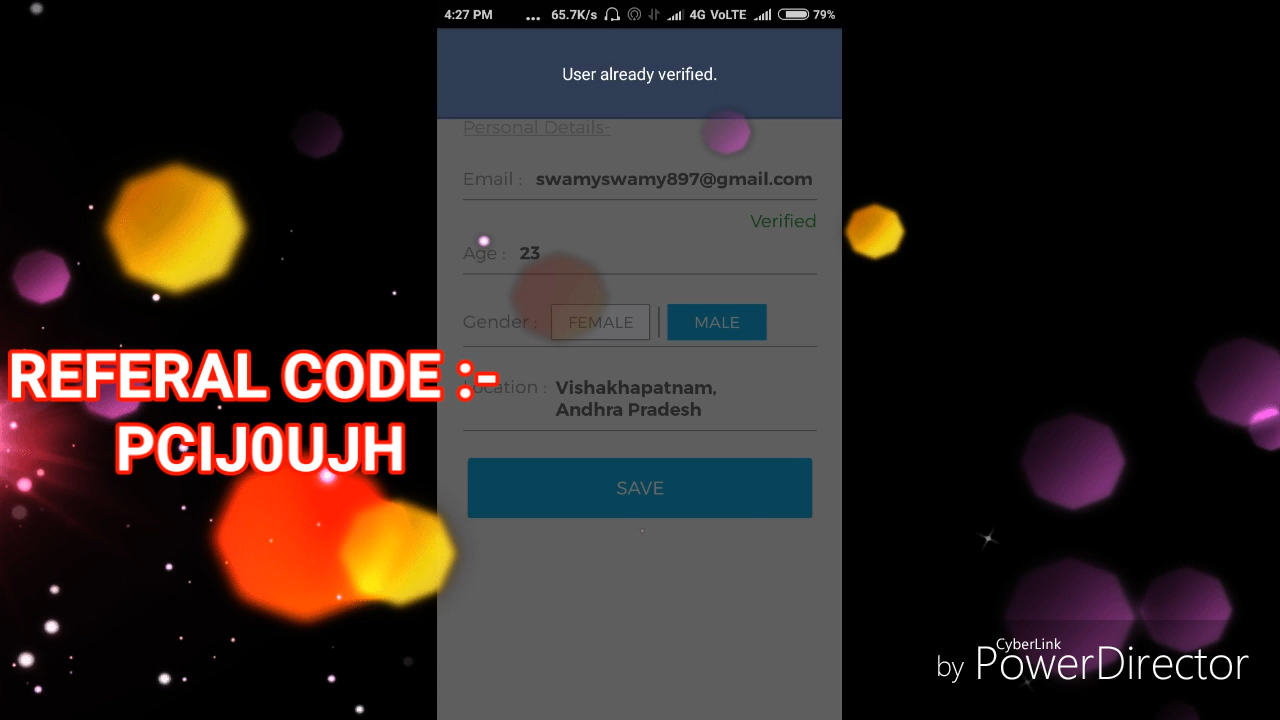 4:27 PM ... 65.7K/s 4G VoLTE 79%
User already verified.
Personal Details-
Email : swamyswamy897@gmail.com
Verified
Age : 23
Gender : FEMALE MALE
REFERAL CODE :-
Location : Vishakhapatnam,
Andhra Pradesh
PCIJ0UJH
SAVE
by CyberLink PowerDirector